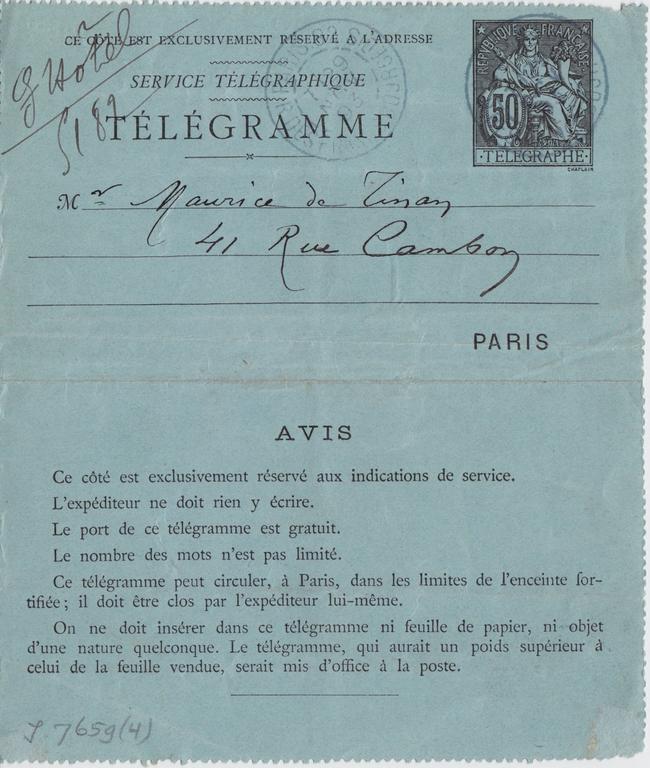 CE CÔTÉ EST EXCLUSIVEMENT RÉSERVÉ A L'ADRESSE
SERVICE TÉLÉGRAPHIQUE
TÉLÉGRAMME
RÉPUBLIQUE FRANÇAISE
50
·TELEGRAPHE·
CHAPLAIN
g Hôtel
5187
Mr Maurice de Tinan
41 Rue Cambon
PARIS
AVIS
Ce côté est exclusivement réservé aux indications de service.
L'expéditeur ne doit rien y écrire.
Le port de ce télégramme est gratuit.
Le nombre des mots n'est pas limité.
Ce télégramme peut circuler, à Paris, dans les limites de l'enceinte for-
tifiée; il doit être clos par l'expéditeur lui-même.
On ne doit insérer dans ce télégramme ni feuille de papier, ni objet
d'une nature quelconque. Le télégramme, qui aurait un poids supérieur à
celui de la feuille vendue, serait mis d'office à la poste.
J. 7659(4)